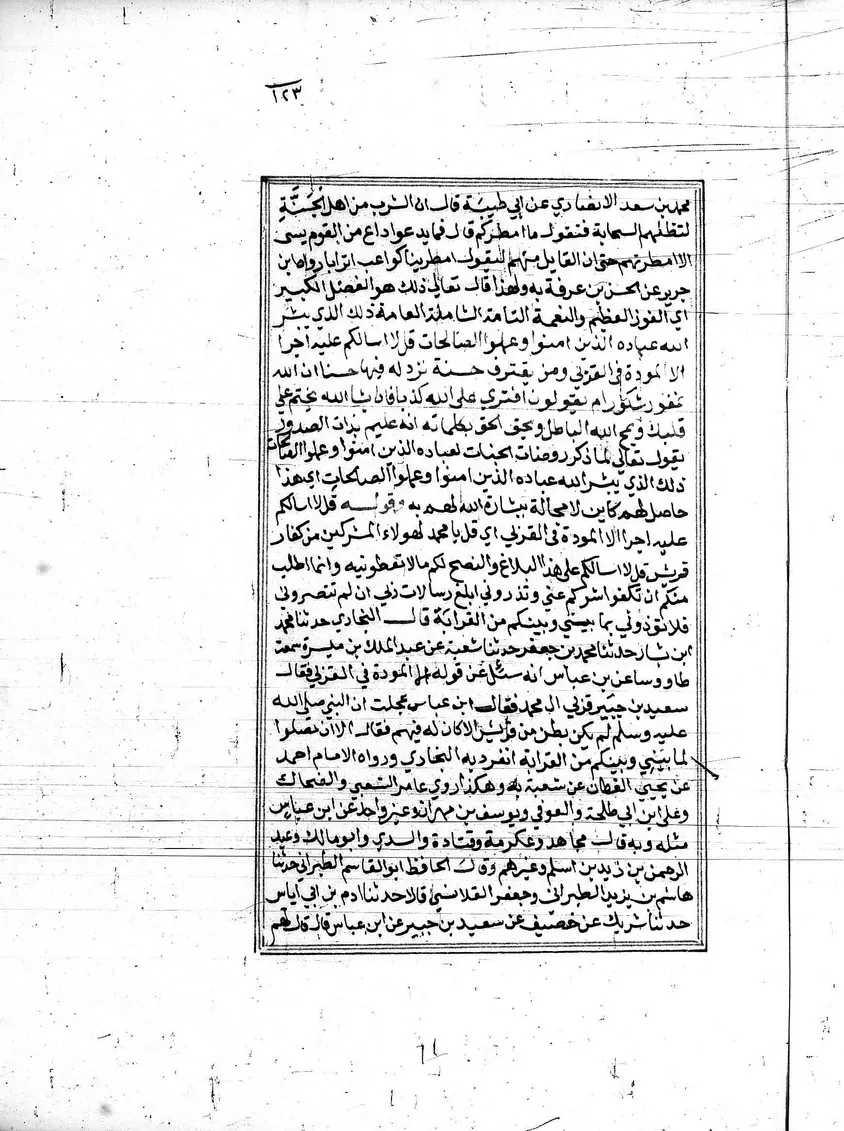 ١٢٣
محمد بن سعد الانصاري عن ابي طيبة قال ان الشرب من اهل الجنة
لتظلهم السحابة فتقول ما امطركم قال فما يدعوا داع من القوم بشى
الا امطرتهم حتى ان القايل منهم ليقول امطرينا كواعب اترابا رواه ابن
جرير عن الحسن بن عرفة به ولهذا قال تعالى ذلك هو الفضل الكبير
اي الفوز العظيم والنعمة التامة الشاملة العامة ذلك الذي يبشر
الله عباده الذين امنوا وعملوا الصالحات قل لا اسالكم عليه اجرا
الا المودة في القربى ومن يقترف حسنة نزد له فيها حسنا ان الله
غفور شكور ام يقولون افترى على الله كذبا فان يشا الله يختم على
قلبك ويمح الله الباطل ويحق الحق بكلماته انه عليم بذات الصدور
يقول تعالى لما ذكر روضات الجنات لعباده الذين امنوا وعملوا الصالحات
ذلك الذي يبشر الله عباده الذين امنوا وعملوا الصالحات اي هذا
حاصل لهم كاين لا محالة ببشارة الله لهم به وقوله قل لا اسالكم
عليه اجرا الا المودة في القربى اي قل يا محمد لهولاء المشركين من كفار
قريش قل لا اسالكم على هذا البلاغ والنصح لكم مالا تعطونيه وانما اطلب
منكم ان تكفوا شركم عني وتذروني ابلغ رسالات ربي ان لم تنصروني
فلا توذوني بما بيني وبينكم من القرابة قال البخاري حدثنا محمد
ابن بشار حدثنا محمد بن جعفر حدثنا شعبة عن عبد الملك بن ميسرة سمعت
طاووسا عن بن عباس انه سئل عن قوله الا المودة في القربى فقال
سعيد بن جبير قربى ال محمد فقال ابن عباس عجلت ان النبي صلى الله
عليه وسلم لم يكن بطن من قريش الا كان له فيهم فقال الا ان تصلوا
لما بيني وبينكم من القرابة انفرد به البخاري ورواه الامام احمد
عن يحيى القطان عن شعبة به وهكذا روي عامر الشعبي والضحاك
وعلي ابن ابي طلحة والعوفي ويوسف بن مهران وغير واحد عن ابن عباس
مثله وبه قال مجاهد وعكرمة وقتادة والسدي وابو مالك وعبد
الرحمن بن زيد بن اسلم وغيرهم وقال الحافظ ابو القاسم الطبراني حدثنا
هاشم بن يزيد الطبراني وجعفر القلانسي قالا حدثنا ادم بن ابي اياس
حدثنا شريك عن خصيف عن سعيد بن جبير عن ابن عباس قال قال لهم